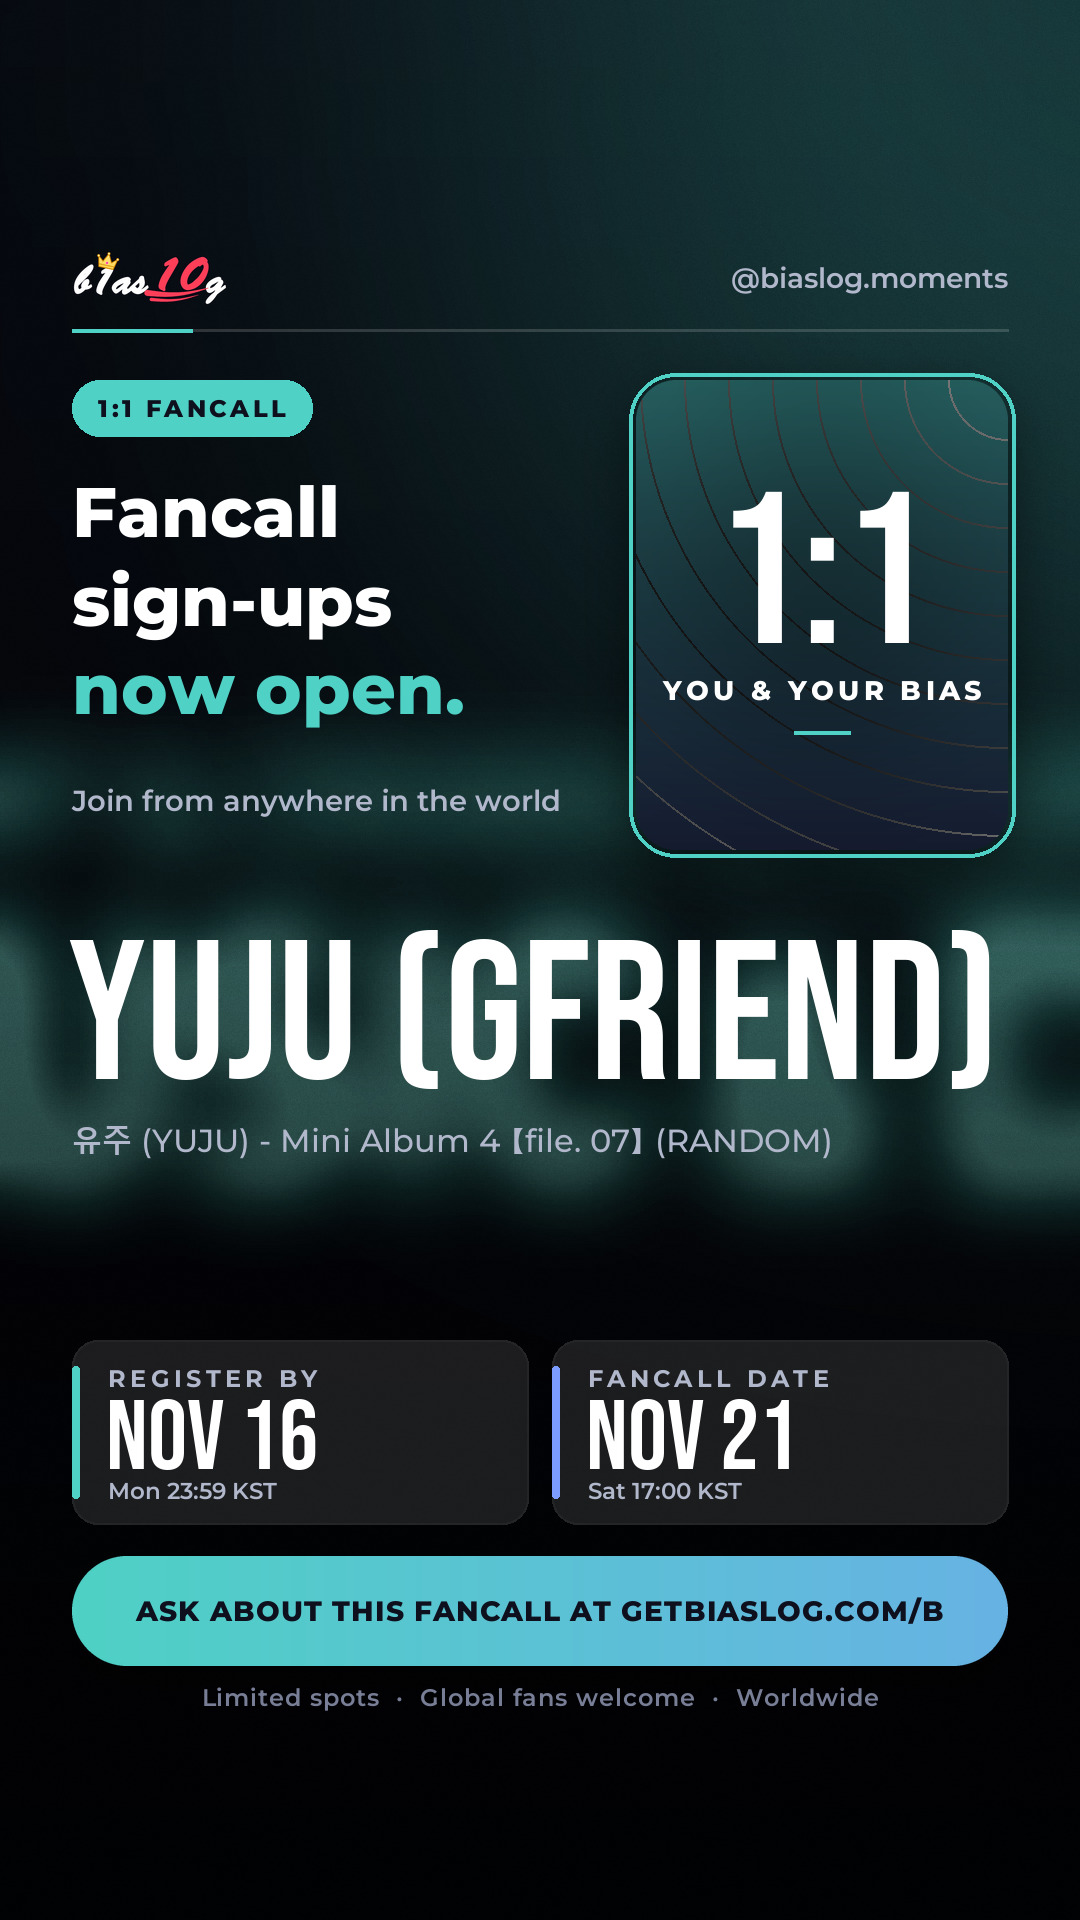 b1as10g
@biaslog.moments
1:1 FANCALL
Fancall
sign-ups
now open.
Join from anywhere in the world
1:1
YOU & YOUR BIAS
YUJU (GFRIEND)
유주 (YUJU) - Mini Album 4 【file. 07】 (RANDOM)
REGISTER BY
NOV 16
Mon 23:59 KST
FANCALL DATE
NOV 21
Sat 17:00 KST
ASK ABOUT THIS FANCALL AT GETBIASLOG.COM/B
Limited spots · Global fans welcome · Worldwide